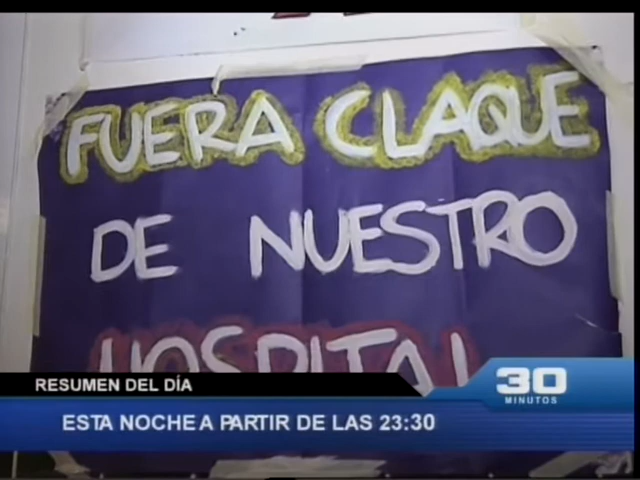 FUERA CLAQUE
DE NUESTRO
HOSPITAL
RESUMEN DEL DÍA
30
MINUTOS
ESTA NOCHE A PARTIR DE LAS 23:30